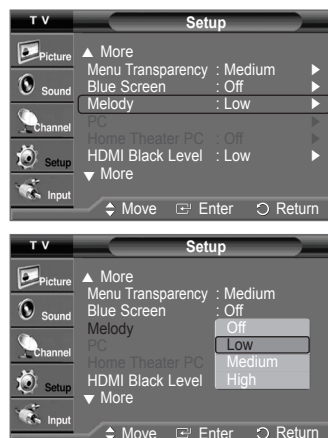 T V
Setup
Picture
Sound
Channel
Setup
Input
▲ More
Menu Transparency : Medium ►
Blue Screen : Off ►
Melody : Low ►
PC ►
Home Theater PC : Off ►
HDMI Black Level : Low ►
▼ More
Move Enter Return
T V
Setup
Picture
Sound
Channel
Setup
Input
▲ More
Menu Transparency : Medium
Blue Screen : Off
Melody Off
PC Low
Home Theater PC Medium
HDMI Black Level High
▼ More
Move Enter Return